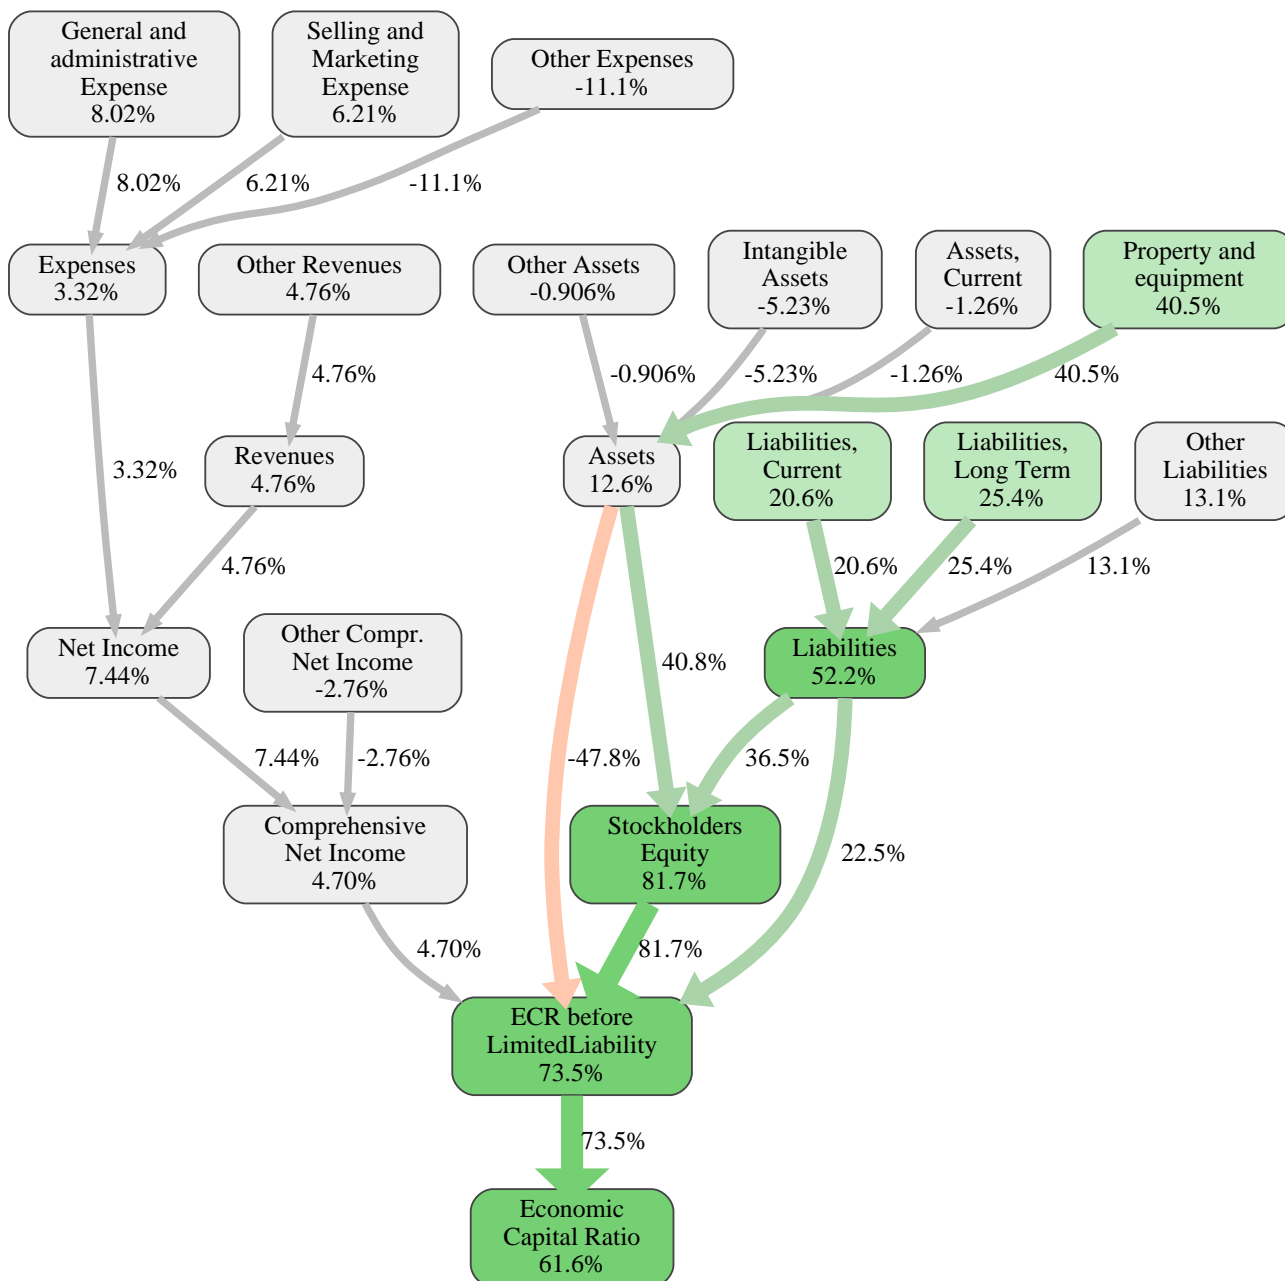 General and
administrative
Expense
8.02%
Selling and
Marketing
Expense
6.21%
Other Expenses
-11.1%
8.02%
6.21%
-11.1%
Expenses
3.32%
Other Revenues
4.76%
Other Assets
-0.906%
Intangible
Assets
-5.23%
Assets,
Current
-1.26%
Property and
equipment
40.5%
4.76%
-0.906%
-5.23%
-1.26%
40.5%
3.32%
Revenues
4.76%
Assets
12.6%
Liabilities,
Current
20.6%
Liabilities,
Long Term
25.4%
Other
Liabilities
13.1%
4.76%
20.6%
25.4%
13.1%
Net Income
7.44%
Other Compr.
Net Income
-2.76%
40.8%
Liabilities
52.2%
7.44%
-2.76%
-47.8%
36.5%
Comprehensive
Net Income
4.70%
Stockholders
Equity
81.7%
22.5%
4.70%
81.7%
ECR before
LimitedLiability
73.5%
73.5%
Economic
Capital Ratio
61.6%